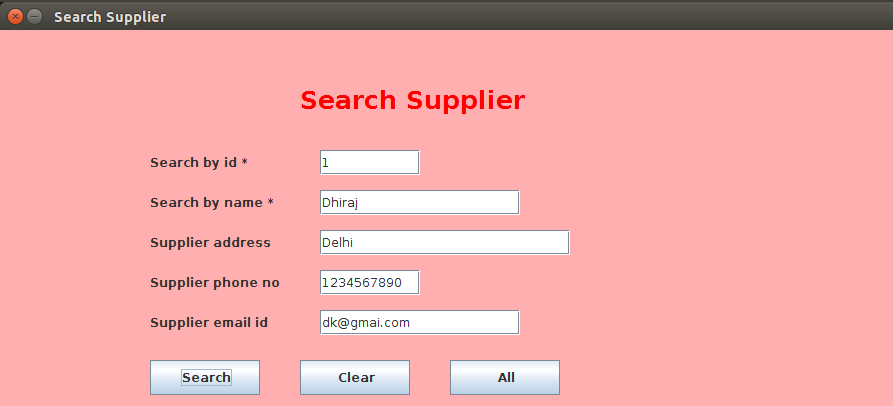 Search Supplier
Search Supplier
Search by id * 1
Search by name * Dhiraj
Supplier address Delhi
Supplier phone no 1234567890
Supplier email id dk@gmai.com
Search Clear All